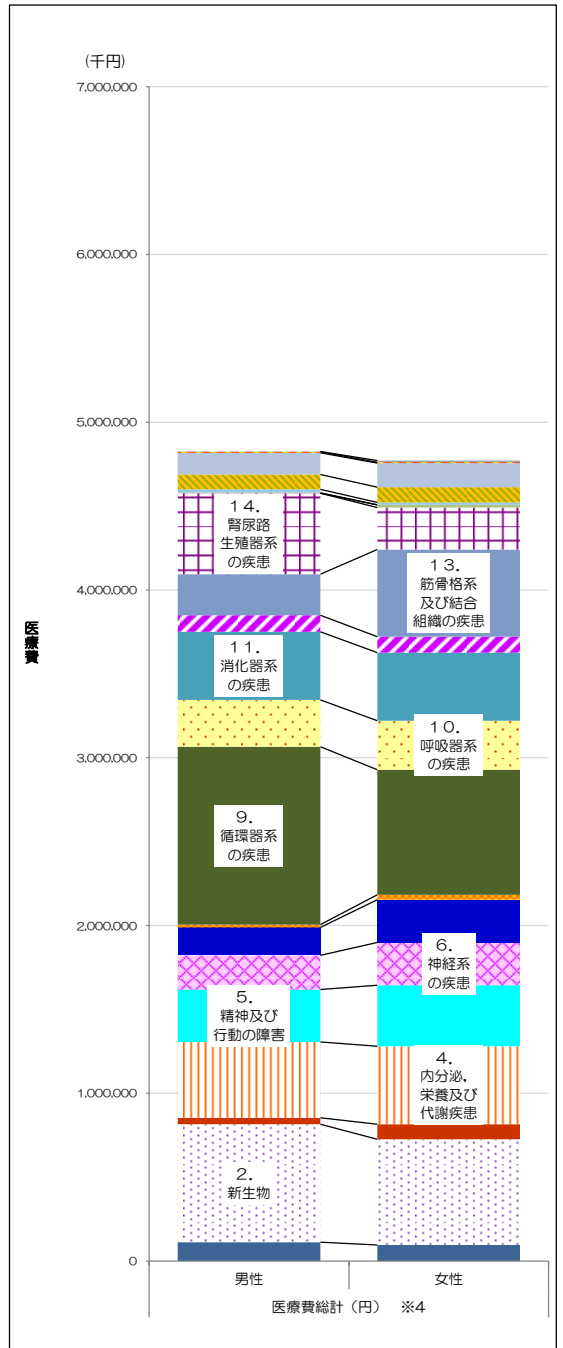 (千円)
7,000,000
6,000,000
5,000,000
4,000,000
3,000,000
2,000,000
1,000,000
0
医療費
14.
腎尿路
生殖器系
の疾患
13.
筋骨格系
及び結合
組織の疾患
11.
消化器系
の疾患
10.
呼吸器系
の疾患
9.
循環器系
の疾患
6.
神経系
の疾患
5.
精神及び
行動の障害
4.
内分泌,
栄養及び
代謝疾患
2.
新生物
男性
女性
医療費総計（円）　※4